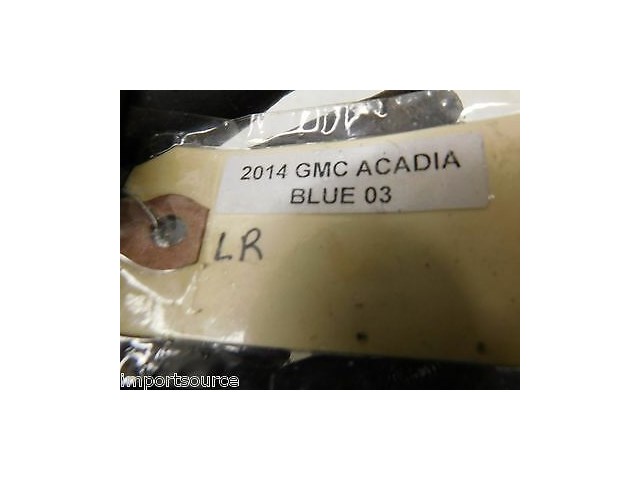 2014 GMC ACADIA
BLUE 03
LR
importsource